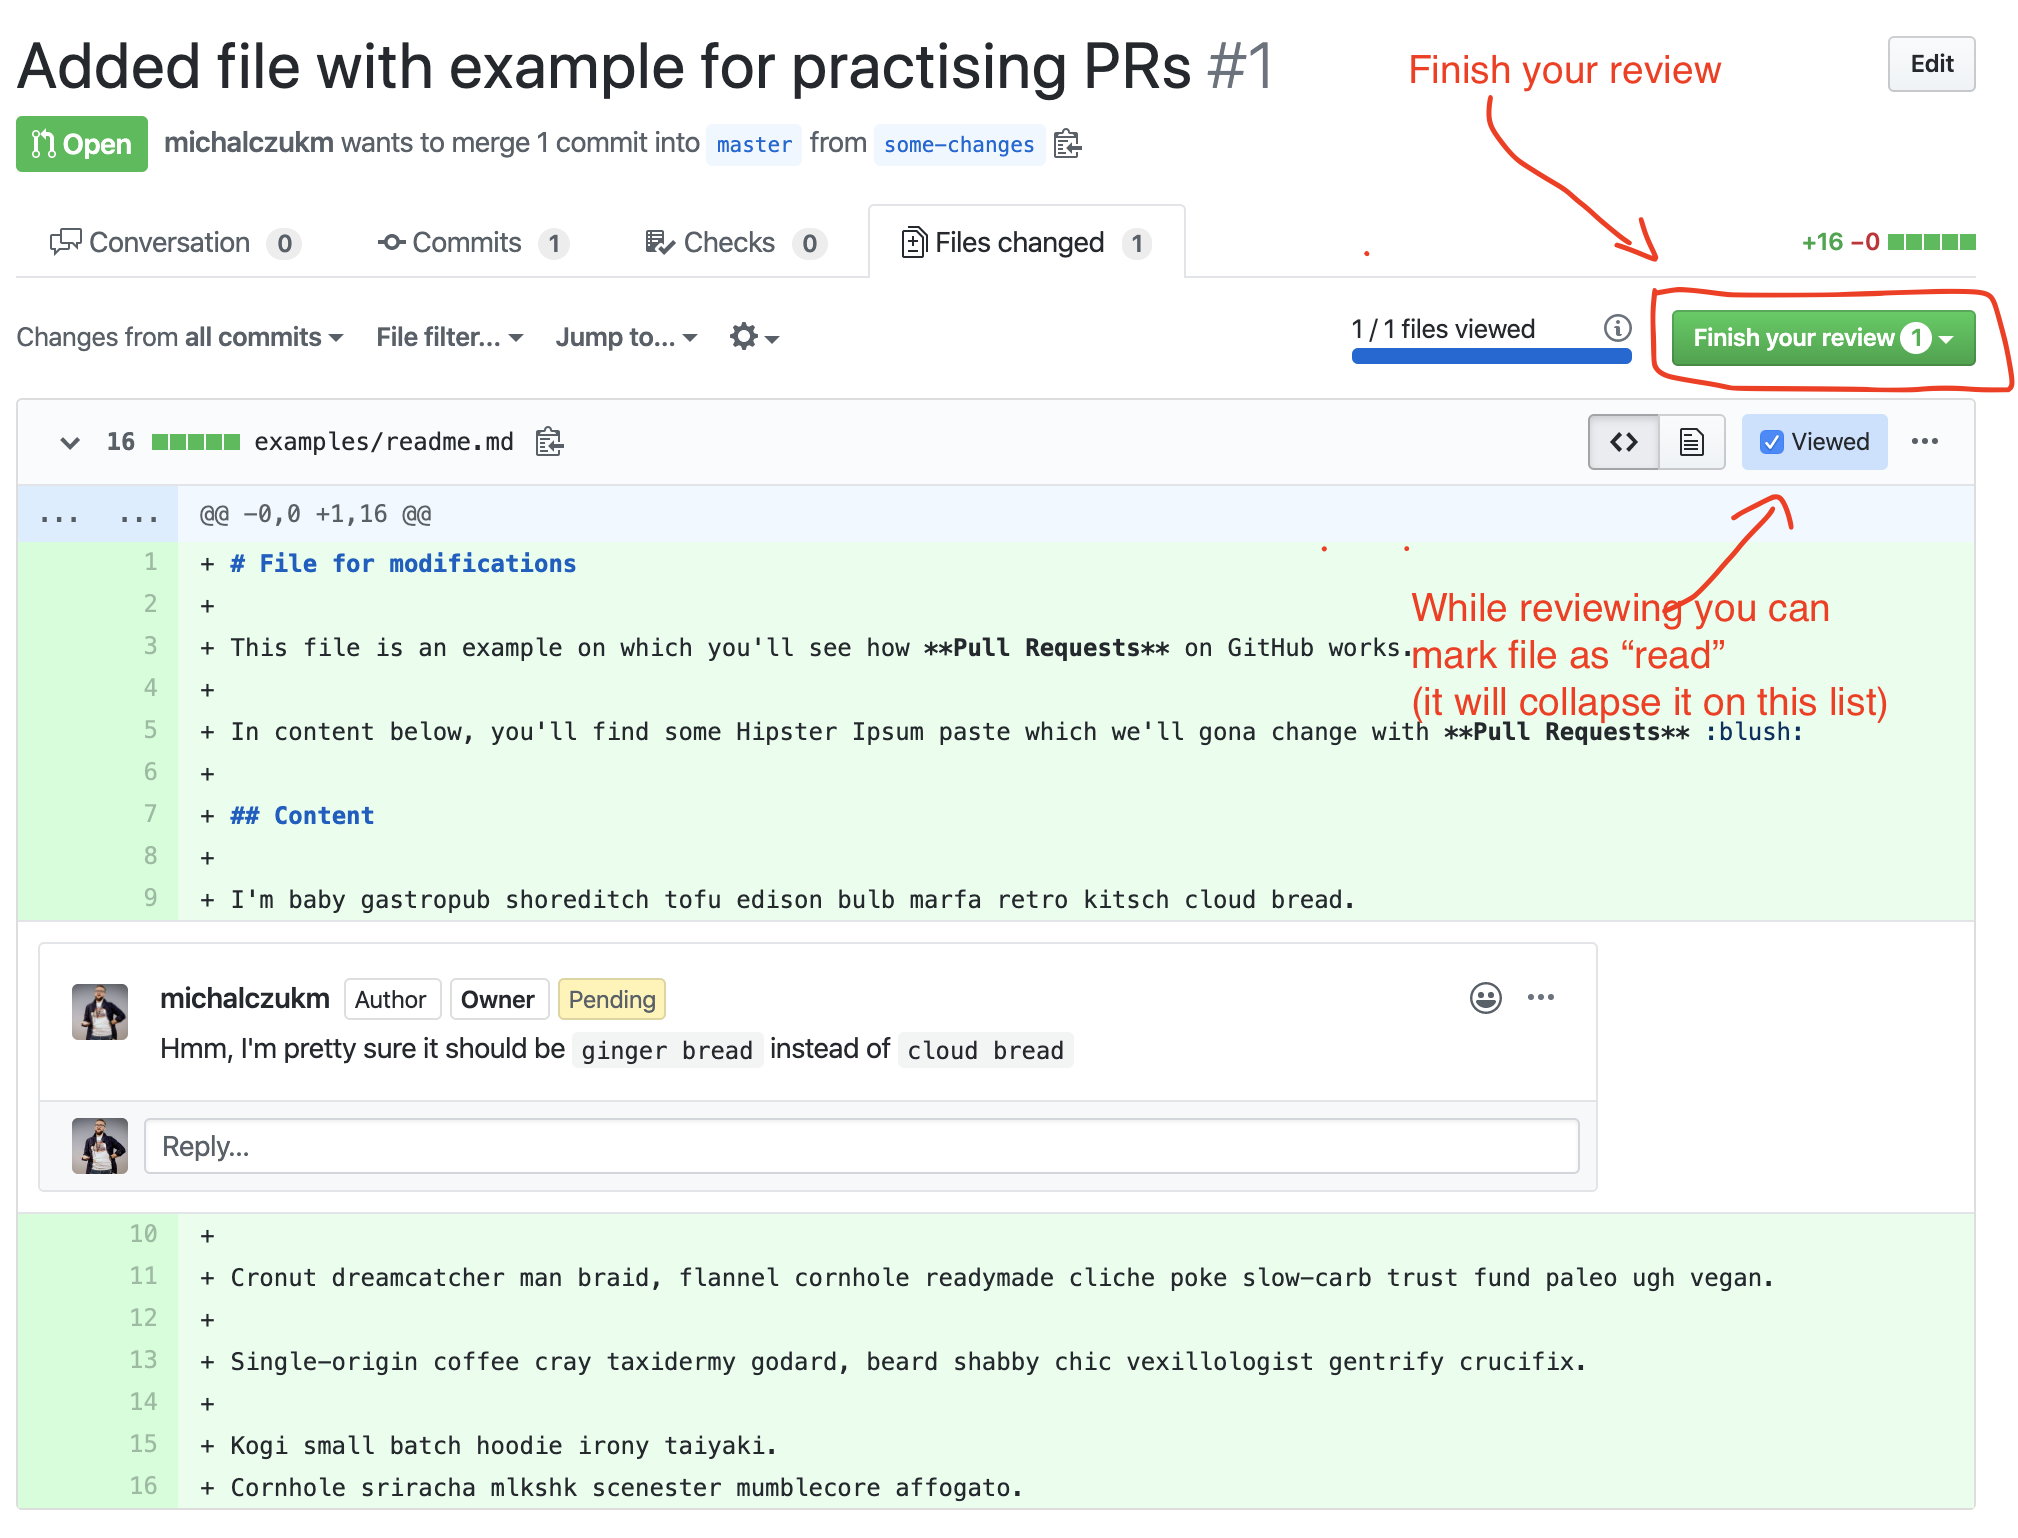 Added file with example for practising PRs #1
Finish your review
Edit
Open michalczukm wants to merge 1 commit into master from some-changes
Conversation 0 Commits 1 Checks 0 Files changed 1
+16 −0
Changes from all commits File filter... Jump to...
1 / 1 files viewed
Finish your review 1
16 examples/readme.md
Viewed
... ... @@ -0,0 +1,16 @@
1 + # File for modifications
2 +
While reviewing you can
3 + This file is an example on which you'll see how **Pull Requests** on GitHub works.
mark file as “read”
4 +
(it will collapse it on this list)
5 + In content below, you'll find some Hipster Ipsum paste which we'll gona change with **Pull Requests** :blush:
6 +
7 + ## Content
8 +
9 + I'm baby gastropub shoreditch tofu edison bulb marfa retro kitsch cloud bread.
michalczukm Author Owner Pending
Hmm, I'm pretty sure it should be ginger bread instead of cloud bread
Reply...
10 +
11 + Cronut dreamcatcher man braid, flannel cornhole readymade cliche poke slow-carb trust fund paleo ugh vegan.
12 +
13 + Single-origin coffee cray taxidermy godard, beard shabby chic vexillologist gentrify crucifix.
14 +
15 + Kogi small batch hoodie irony taiyaki.
16 + Cornhole sriracha mlkshk scenester mumblecore affogato.